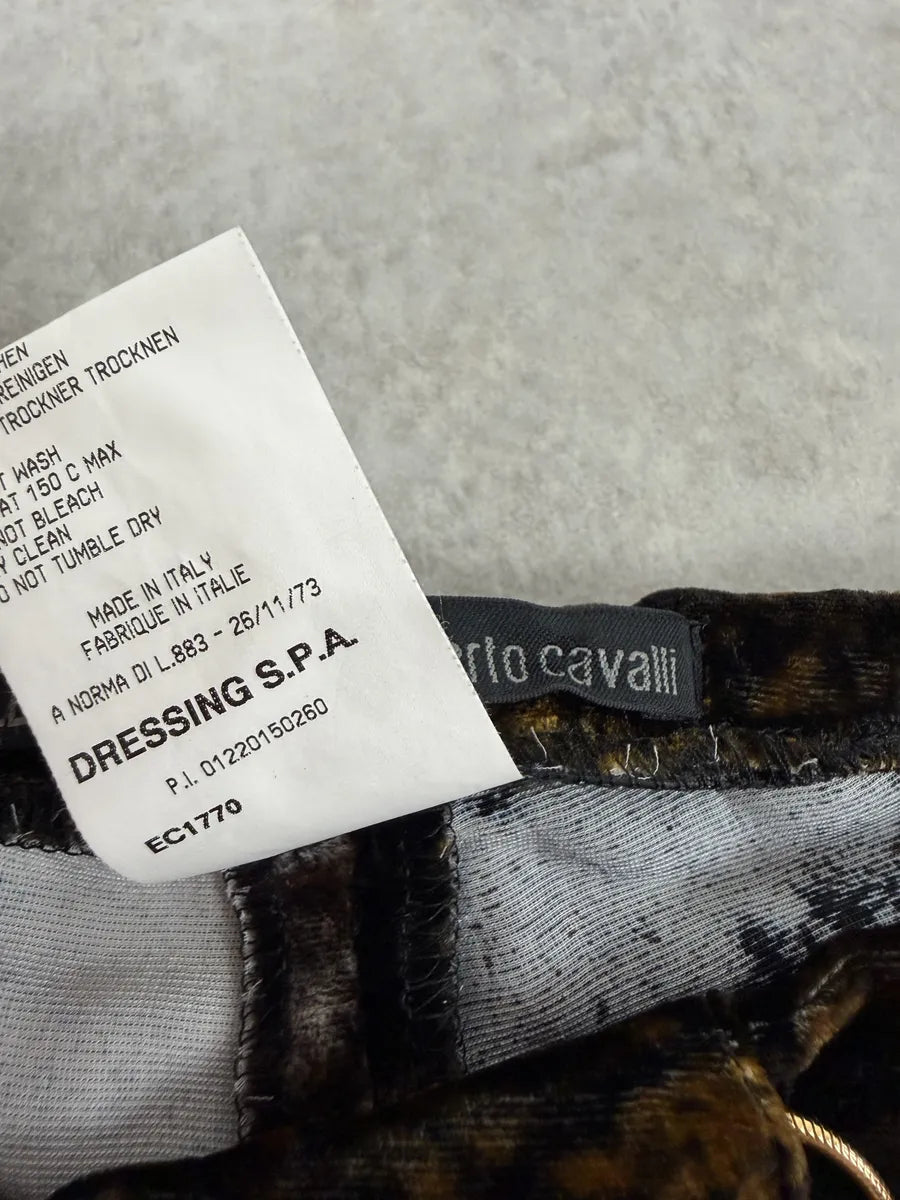 HEN
REINIGEN
TROCKNER TROCKNEN
T WASH
AT 150 C MAX
NOT BLEACH
Y CLEAN
O NOT TUMBLE DRY
MADE IN ITALY
FABRIQUE IN ITALIE
A NORMA DI L.883 - 26/11/73
DRESSING S.P.A.
P.I. 01220150260
EC1770
rto cavalli